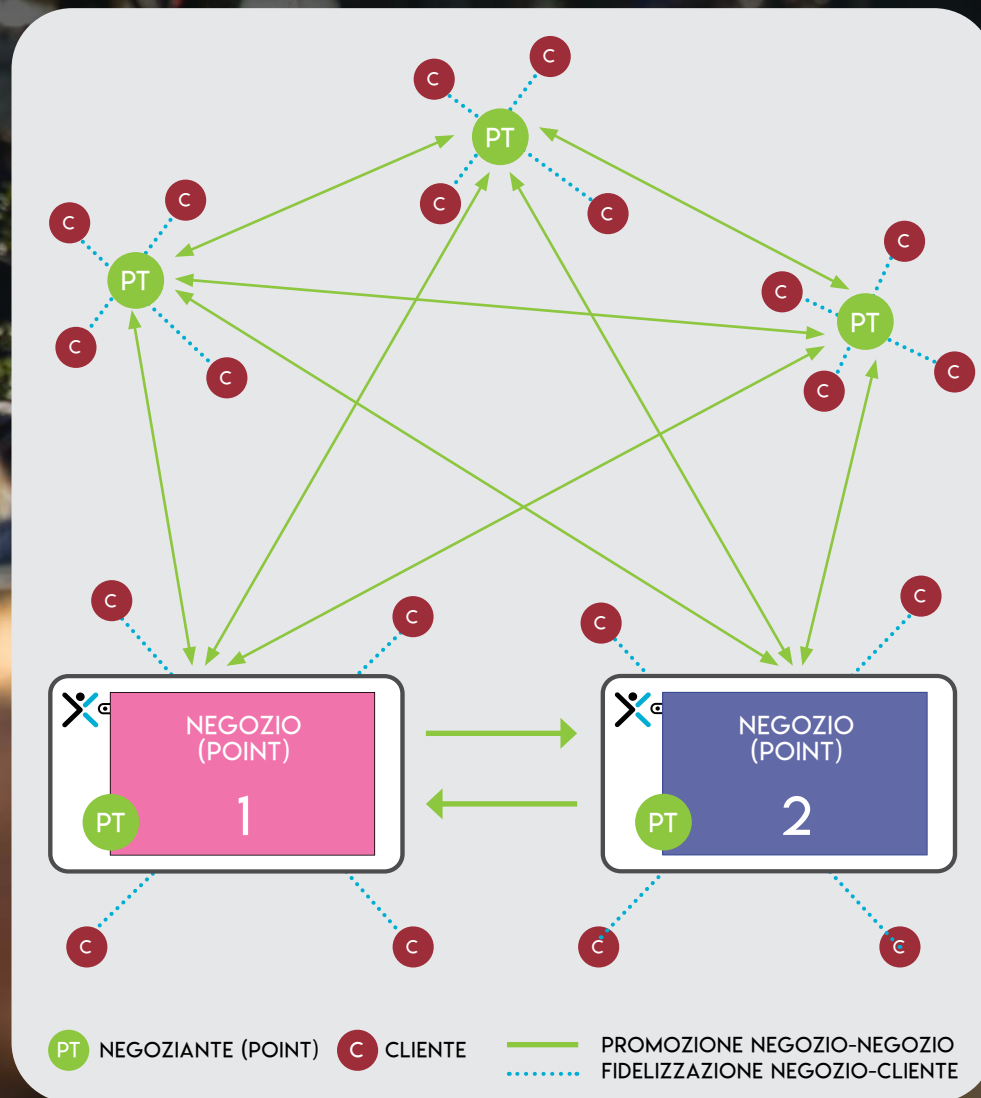 C
C
PT
C
C
C
C
PT
C
C
C
C
PT
C
C
C
C
C
C
NEGOZIO
(POINT)
1
PT
NEGOZIO
(POINT)
2
PT
C
C
C
C
PT NEGOZIANTE (POINT)
C CLIENTE
PROMOZIONE NEGOZIO-NEGOZIO
FIDELIZZAZIONE NEGOZIO-CLIENTE